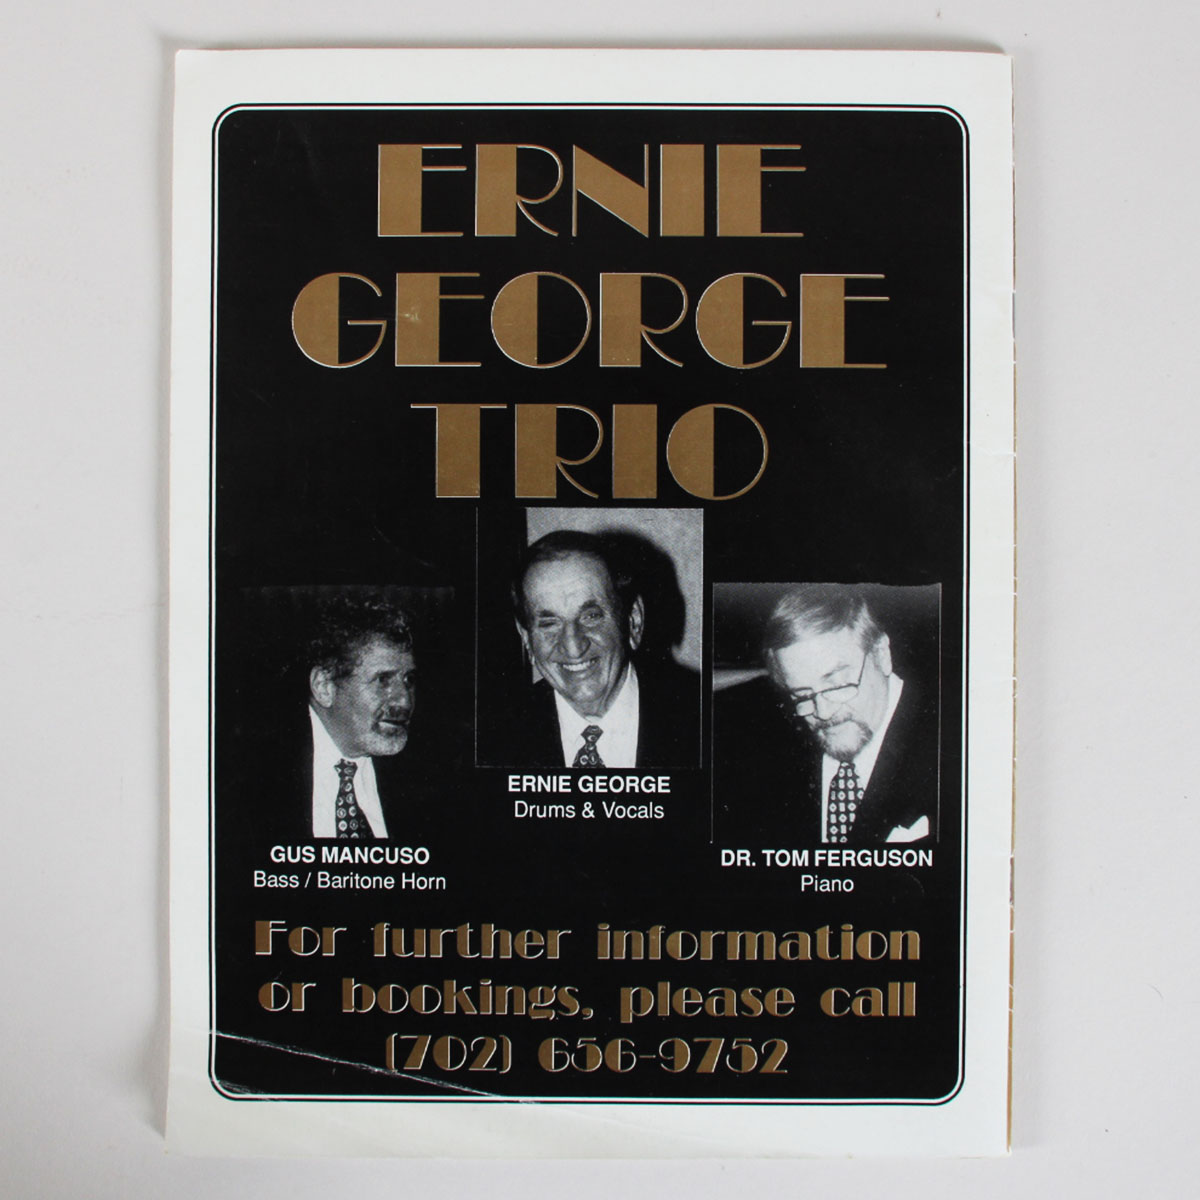 ERNIE
GEORGE
TRIO
ERNIE GEORGE
Drums & Vocals
GUS MANCUSO
Bass / Baritone Horn
DR. TOM FERGUSON
Piano
For further information
or bookings, please call
(702) 656-9752